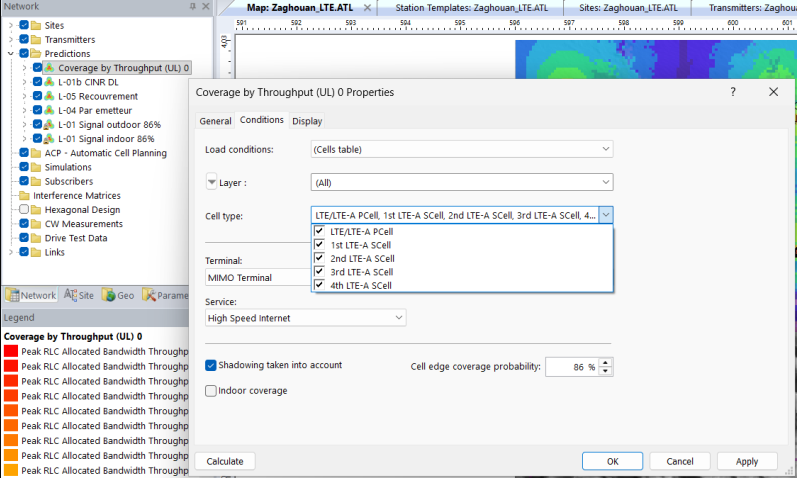 Network
Map: Zaghouan_LTE.ATL
Station Templates: Zaghouan_LTE.ATL
Sites: Zaghouan_LTE.ATL
Transmitters: Zaghouan
591 592 593 594 595 596 597 598 599 600 601
403
Sites
Transmitters
Predictions
Coverage by Throughput (UL) 0
L-01b CINR DL
L-05 Recouvrement
L-04 Par emetteur
L-01 Signal outdoor 86%
L-01 Signal indoor 86%
ACP - Automatic Cell Planning
Simulations
Subscribers
Interference Matrices
Hexagonal Design
CW Measurements
Drive Test Data
Links
Network Site Geo Parame
Legend
Coverage by Throughput (UL) 0
Peak RLC Allocated Bandwidth Throughp
Peak RLC Allocated Bandwidth Throughp
Peak RLC Allocated Bandwidth Throughp
Peak RLC Allocated Bandwidth Throughp
Peak RLC Allocated Bandwidth Throughp
Peak RLC Allocated Bandwidth Throughp
Peak RLC Allocated Bandwidth Throughp
Peak RLC Allocated Bandwidth Throughp
Peak RLC Allocated Bandwidth Throughp
Coverage by Throughput (UL) 0 Properties
?
General Conditions Display
Load conditions: (Cells table)
Layer : (All)
Cell type: LTE/LTE-A PCell, 1st LTE-A SCell, 2nd LTE-A SCell, 3rd LTE-A SCell, 4...
LTE/LTE-A PCell
1st LTE-A SCell
2nd LTE-A SCell
3rd LTE-A SCell
4th LTE-A SCell
Terminal:
MIMO Terminal
Service:
High Speed Internet
Shadowing taken into account
Cell edge coverage probability: 86 %
Indoor coverage
Calculate OK Cancel Apply